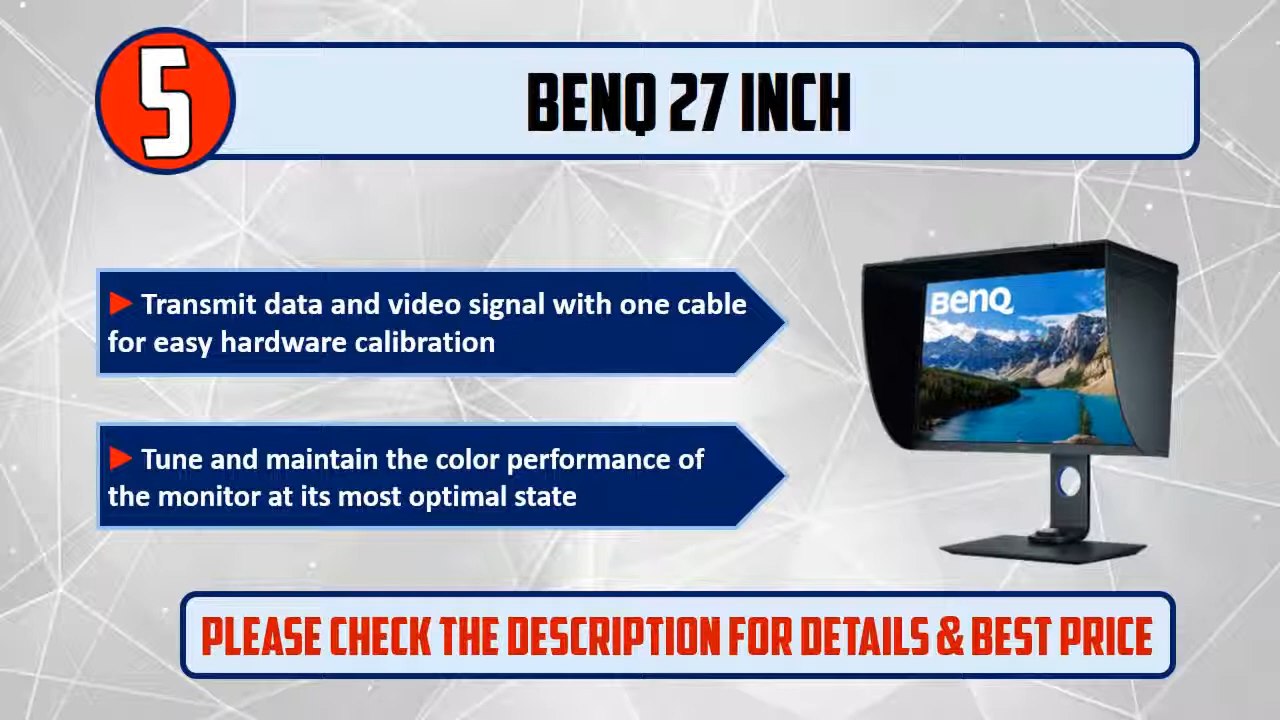 5
BENQ 27 INCH
► Transmit data and video signal with one cable
for easy hardware calibration
BenQ
► Tune and maintain the color performance of
the monitor at its most optimal state
PLEASE CHECK THE DESCRIPTION FOR DETAILS & BEST PRICE